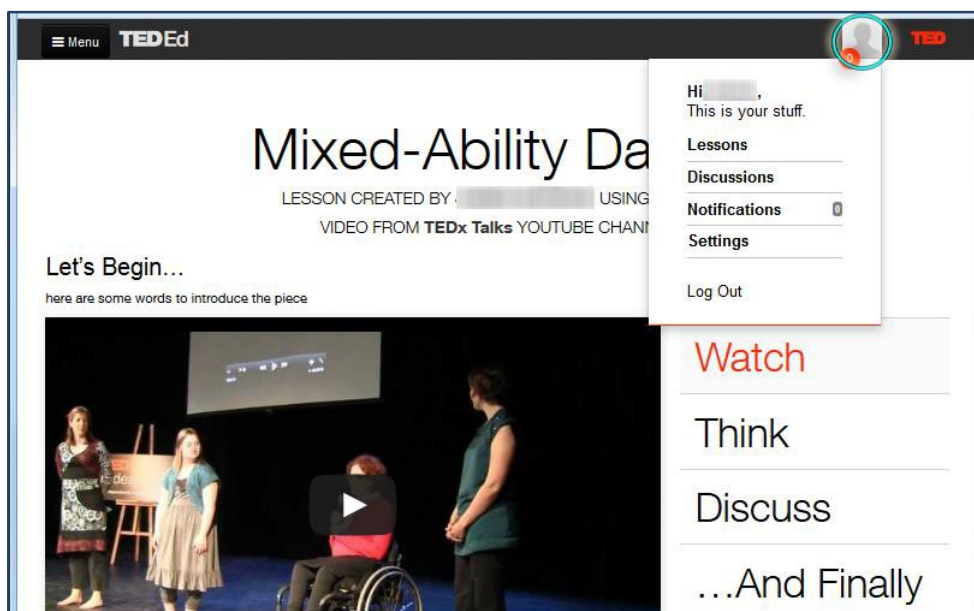 Menu TEDEd TED
0
Hi ,
This is your stuff.
Lessons
Discussions
Notifications 0
Settings
Log Out
Mixed-Ability Da
LESSON CREATED BY USING
VIDEO FROM TEDx Talks YOUTUBE CHAN
Let's Begin...
here are some words to introduce the piece
Watch
Think
Discuss
...And Finally